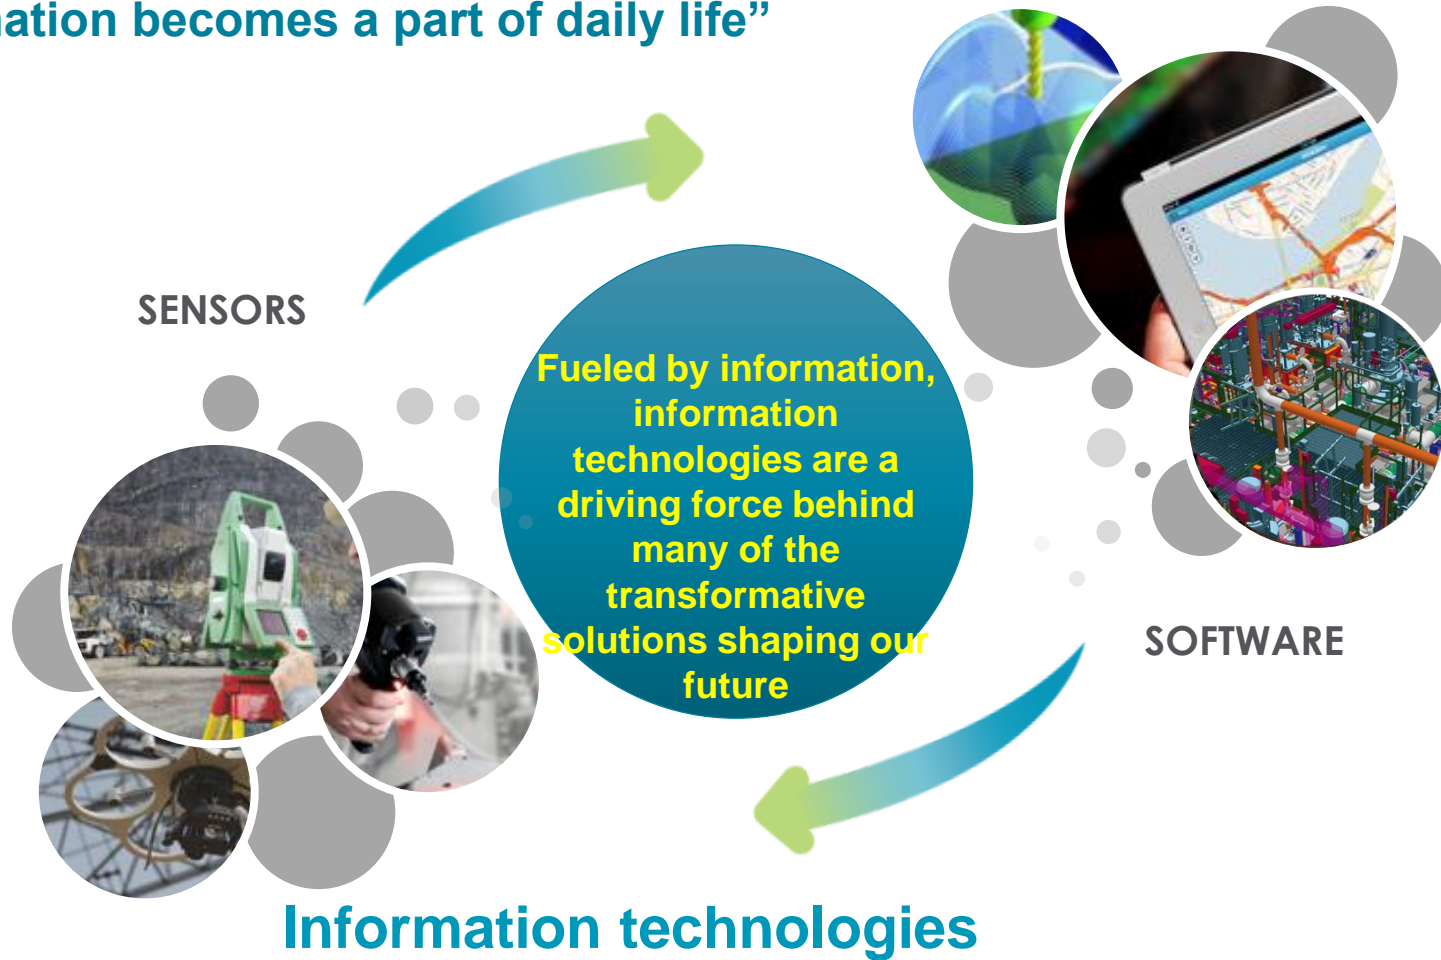 becomes a part of daily life”
SENSORS
Fueled by information,
information
technologies are a
driving force behind
many of the
transformative
solutions shaping our
future
SOFTWARE
Information technologies